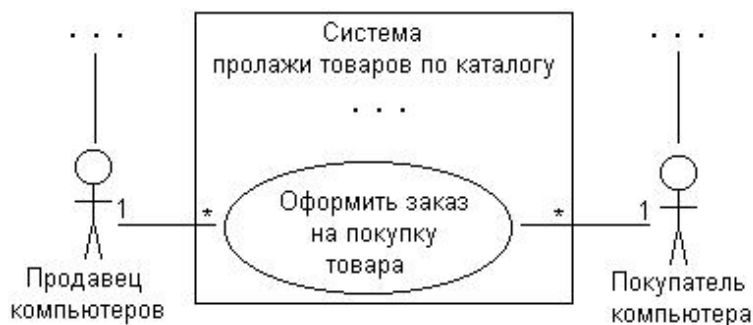 . . .
Система
пролажи товаров по каталогу
. . .
. . .
Оформить заказ
на покупку
товара
1
*
*
1
Продавец
компьютеров
Покупатель
компьютера